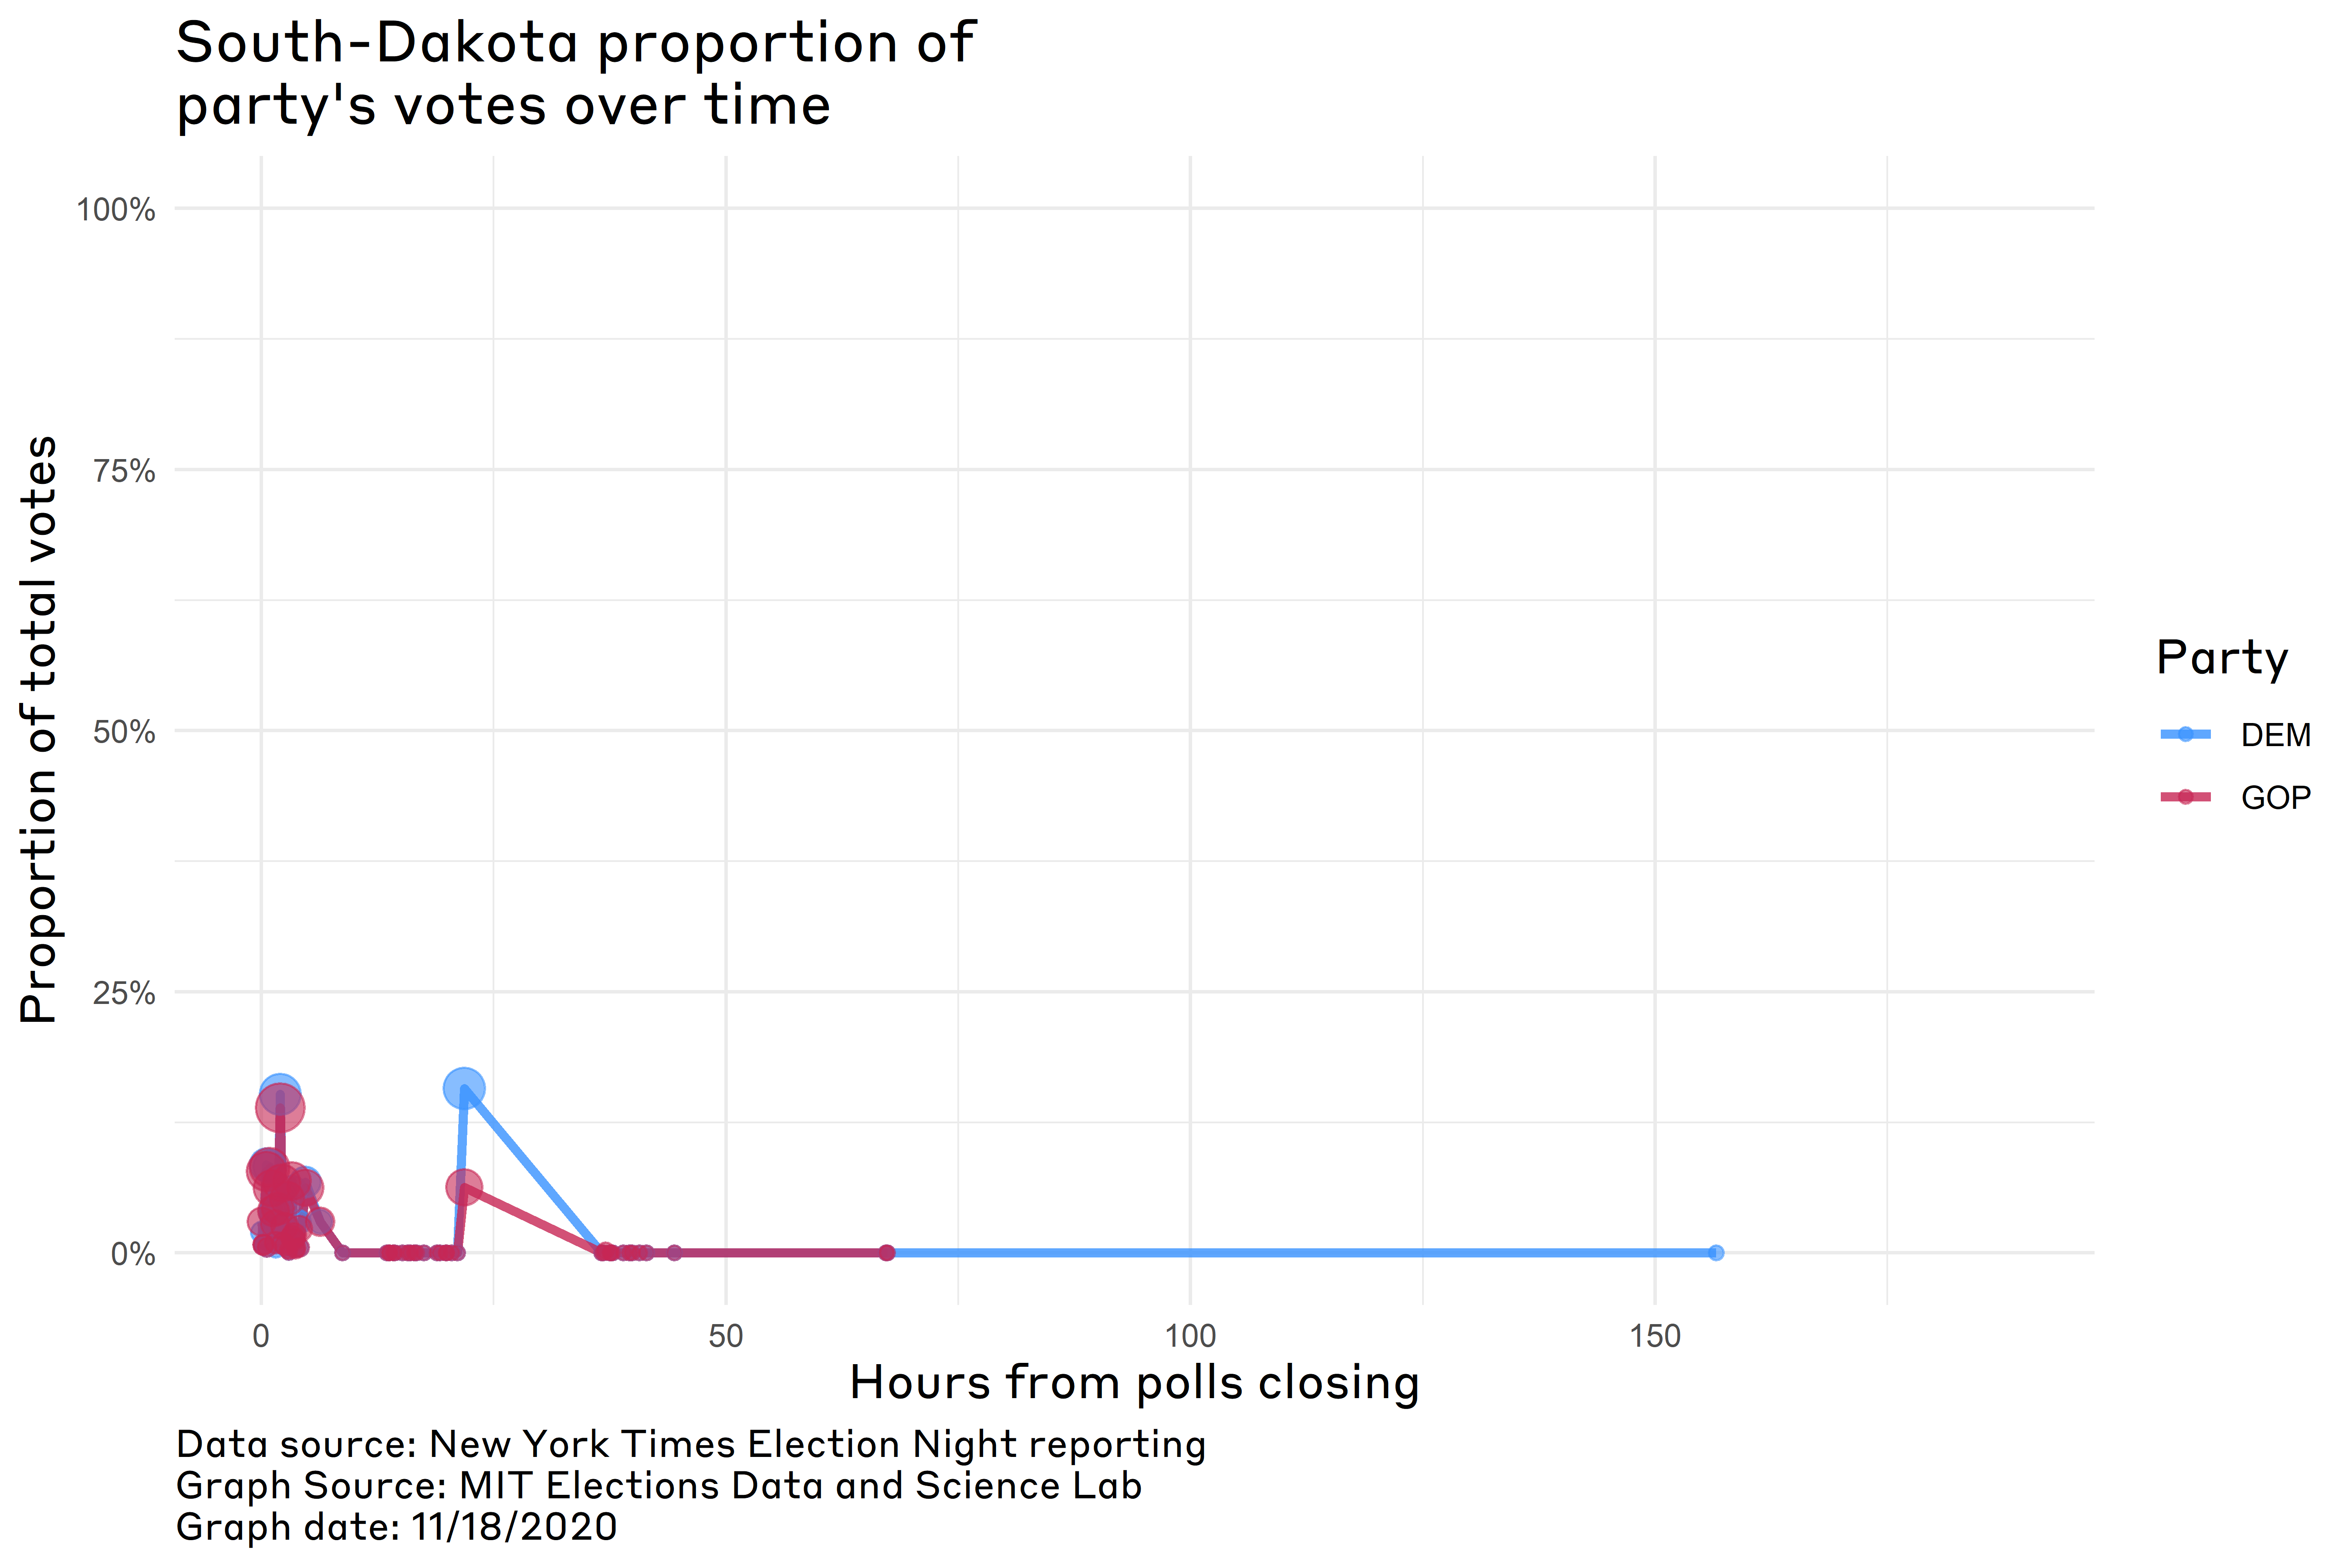 South-Dakota proportion of
party's votes over time
100%
75%
50%
25%
0%
Proportion of total votes
0 50 100 150
Hours from polls closing
Party
DEM
GOP
Data source: New York Times Election Night reporting
Graph Source: MIT Elections Data and Science Lab
Graph date: 11/18/2020